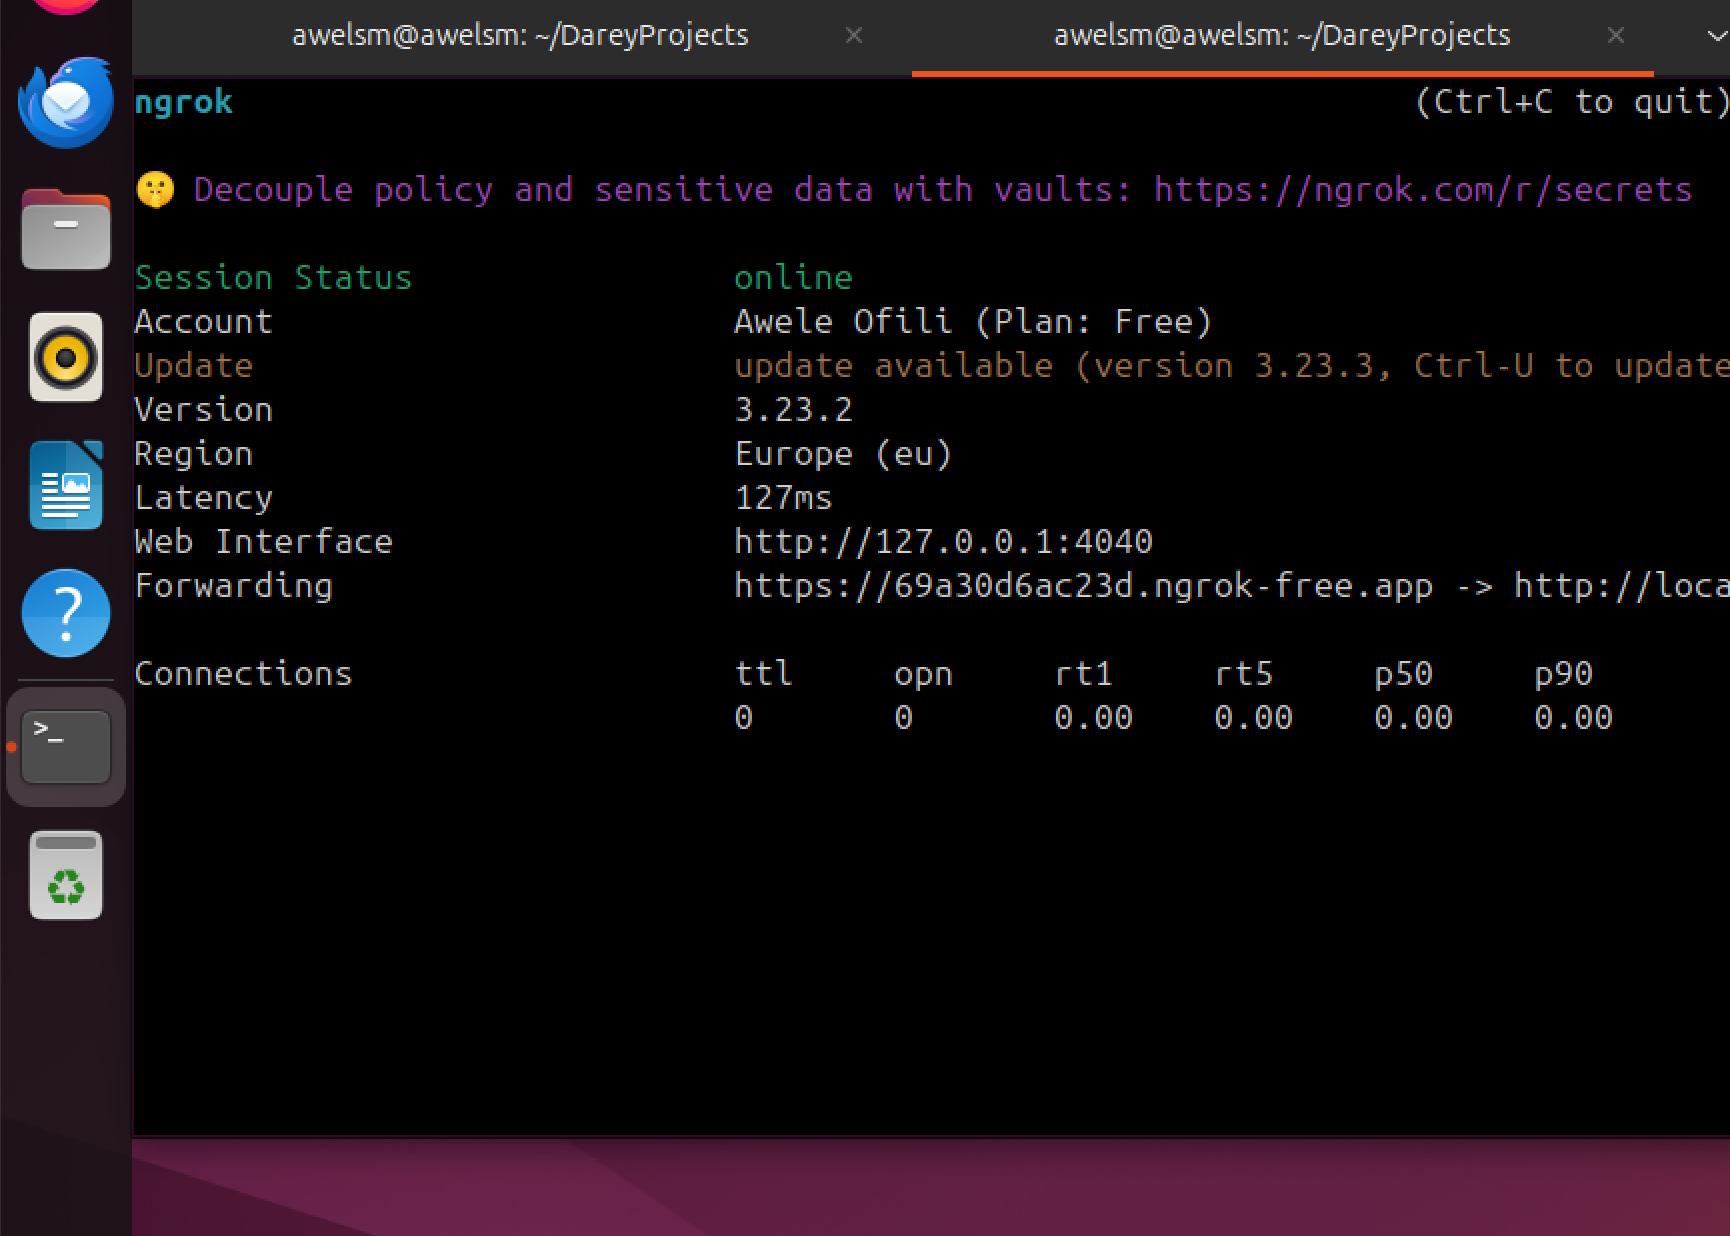 awelsm@awelsm: ~/DareyProjects × awelsm@awelsm: ~/DareyProjects ×
ngrok (Ctrl+C to quit)
🤫 Decouple policy and sensitive data with vaults: https://ngrok.com/r/secrets
Session Status online
Account Awele Ofili (Plan: Free)
Update update available (version 3.23.3, Ctrl-U to update
Version 3.23.2
Region Europe (eu)
Latency 127ms
Web Interface http://127.0.0.1:4040
Forwarding https://69a30d6ac23d.ngrok-free.app -> http://loca
Connections ttl opn rt1 rt5 p50 p90
0 0 0.00 0.00 0.00 0.00